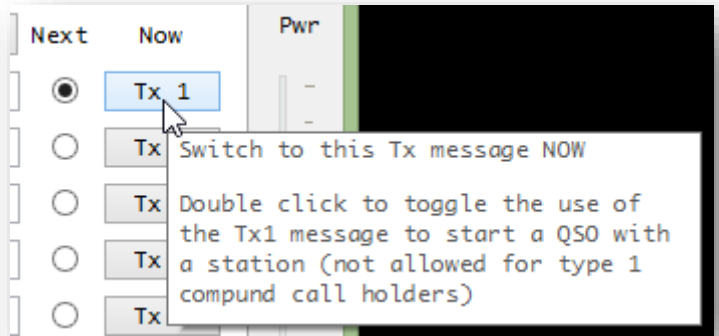 Next Now Pwr
Tx 1
Tx Switch to this Tx message NOW
Tx Double click to toggle the use of
the Tx1 message to start a QSO with
Tx a station (not allowed for type 1
compund call holders)
Tx